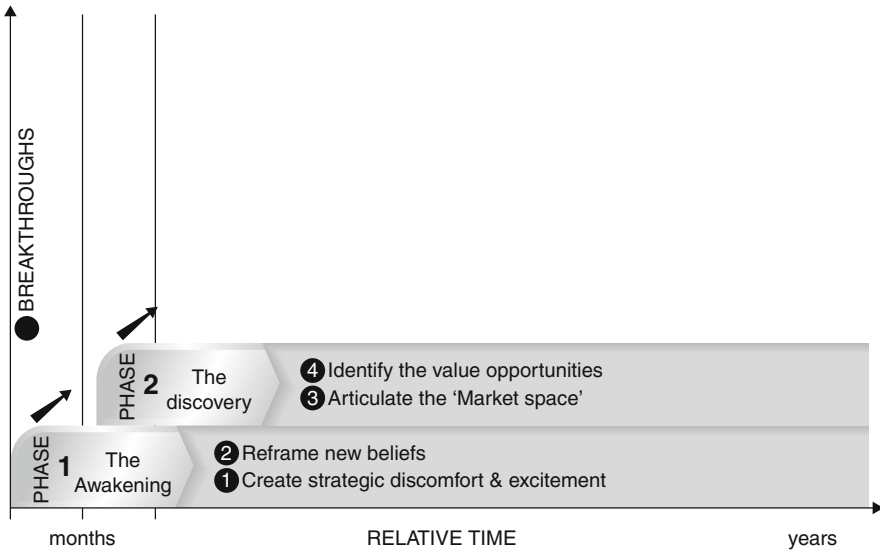 BREAKTHROUGHS
PHASE 2 The discovery
4 Identify the value opportunities
3 Articulate the ‘Market space’
PHASE 1 The Awakening
2 Reframe new beliefs
1 Create strategic discomfort & excitement
months RELATIVE TIME years